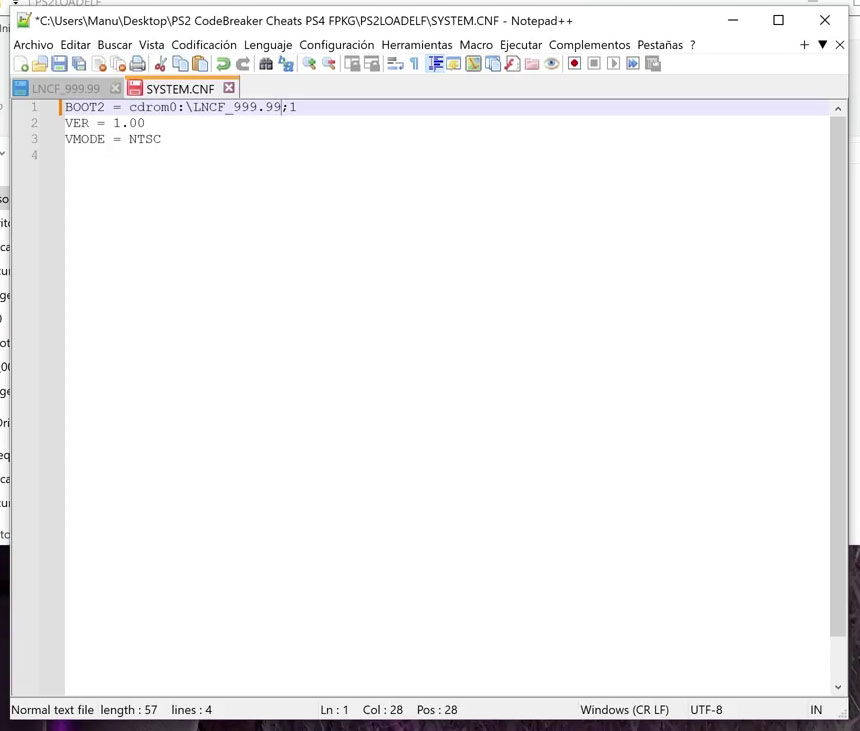 *C:\Users\Manu\Desktop\PS2 CodeBreaker Cheats PS4 FPKG\PS2LOADELF\SYSTEM.CNF - Notepad++
Archivo Editar Buscar Vista Codificación Lenguaje Configuración Herramientas Macro Ejecutar Complementos Pestañas ?
LNCF_999.99 SYSTEM.CNF
1 BOOT2 = cdrom0:\LNCF_999.99;1
2 VER = 1.00
3 VMODE = NTSC
4
Normal text file length : 57 lines : 4 Ln : 1 Col : 28 Pos : 28 Windows (CR LF) UTF-8 IN